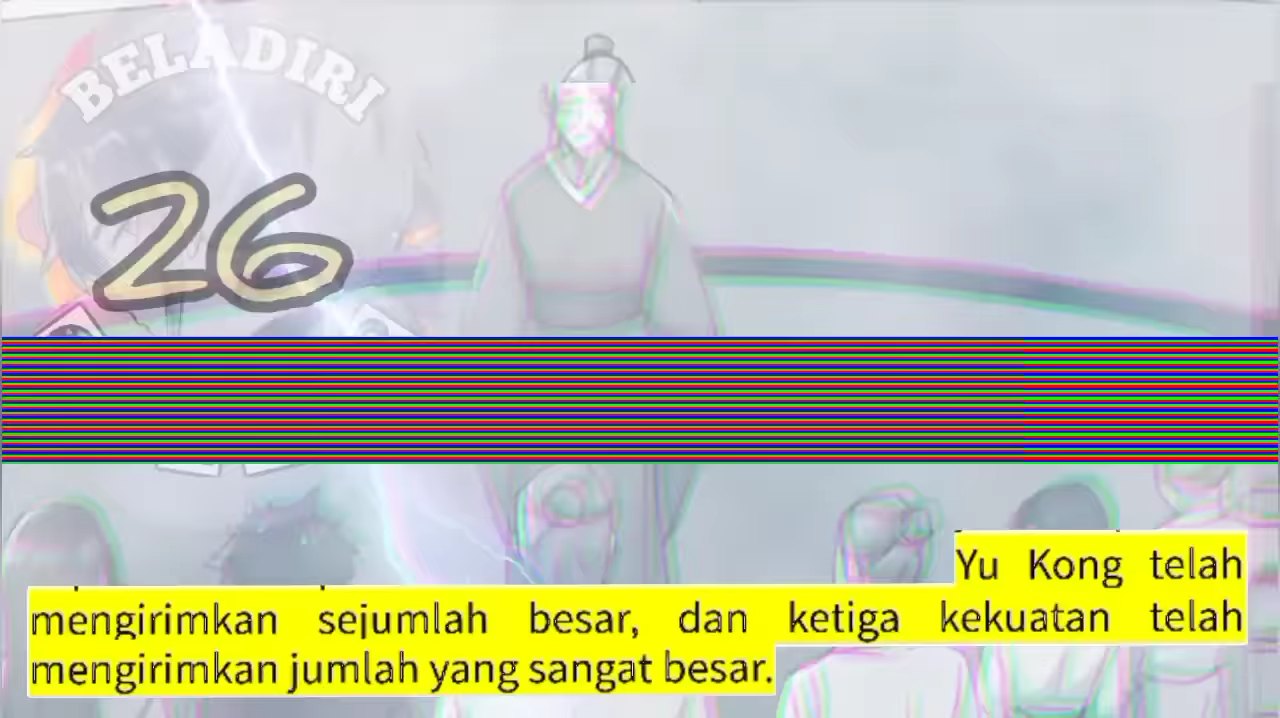 BELADIRI
26
Yu Kong telah
mengirimkan sejumlah besar, dan ketiga kekuatan telah
mengirimkan jumlah yang sangat besar.